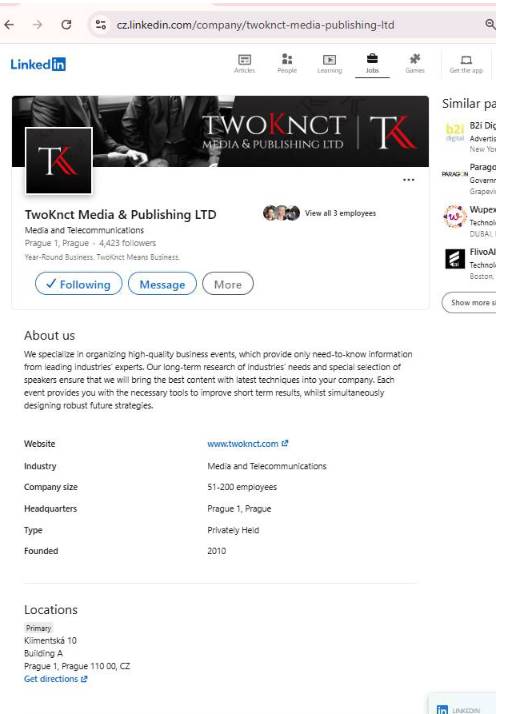 cz.linkedin.com/company/twoknct-media-publishing-ltd
Linked in
Articles People Learning Jobs Games Get the app
TWOKNCT
MEDIA & PUBLISHING LTD
TK
TK
TwoKnct Media & Publishing LTD
Media and Telecommunications
Prague 1, Prague · 4,423 followers
Year-Round Business. TwoKnct Means Business.
View all 3 employees
Following Message More
Similar pa
b2i
digital
B2i Dig
Advertis
New Yor
PARAGON
Parago
Governm
Grapevi
Wupex
Technol
DUBAI,
FlivoAI
Technol
Boston,
Show more si
About us
We specialize in organizing high-quality business events, which provide only need-to-know information
from leading industries' experts. Our long-term research of industries' needs and special selection of
speakers ensure that we will bring the best content with latest techniques into your company. Each
event provides you with the necessary tools to improve short term results, whilst simultaneously
designing robust future strategies.
Website www.twoknct.com
Industry Media and Telecommunications
Company size 51-200 employees
Headquarters Prague 1, Prague
Type Privately Held
Founded 2010
Locations
Primary
Klimentská 10
Building A
Prague 1, Prague 110 00, CZ
Get directions
in LINKEDIN